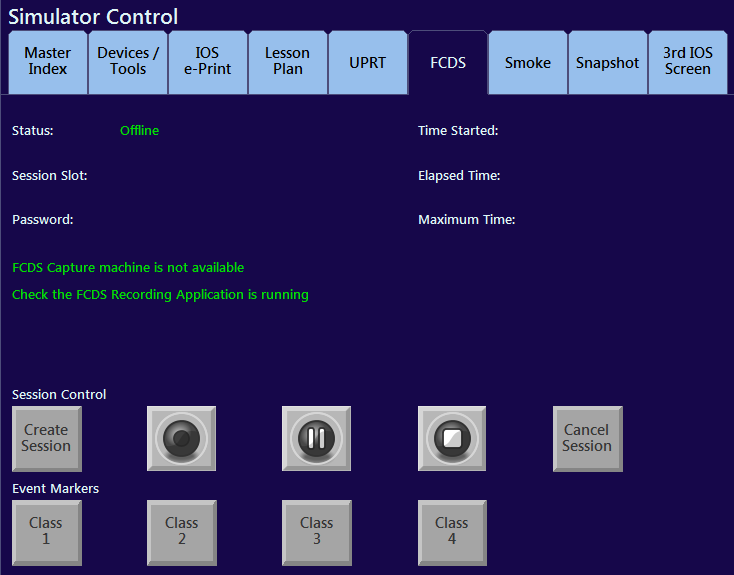 Simulator Control
Master Index
Devices / Tools
IOS e-Print
Lesson Plan
UPRT
FCDS
Smoke
Snapshot
3rd IOS Screen
Status: Offline
Time Started:
Session Slot:
Elapsed Time:
Password:
Maximum Time:
FCDS Capture machine is not available
Check the FCDS Recording Application is running
Session Control
Create Session
Cancel Session
Event Markers
Class 1
Class 2
Class 3
Class 4